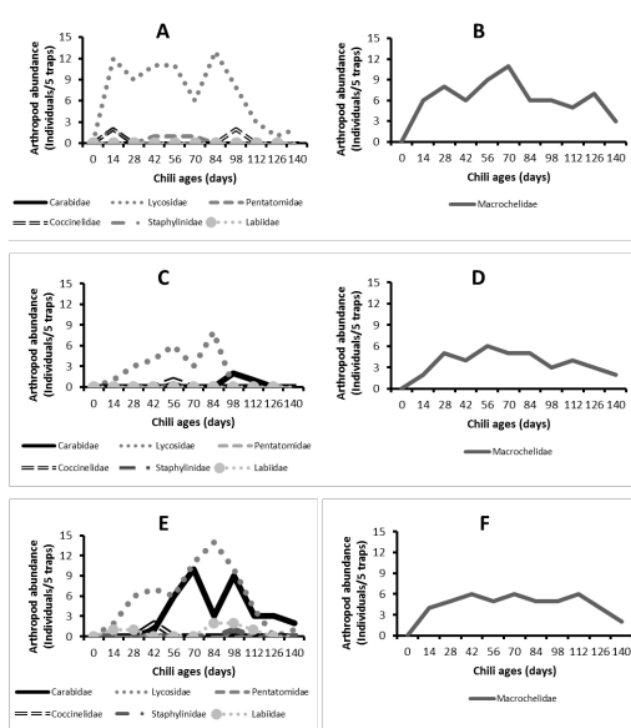 A
Arthropod abundance
(Individuals/5 traps)
15
12
9
6
3
0
0 14 28 42 56 70 84 98 112 126 140
Chili ages (days)
Carabidae Lycosidae Pentatomidae
Coccinelidae Staphylinidae Labiidae
B
Arthropod abundance
(Individuals/5 traps)
15
12
9
6
3
0
0 14 28 42 56 70 84 98 112 126 140
Chili ages (days)
Macrochelidae
C
Arthropod abundance
(Individuals/5 traps)
15
12
9
6
3
0
0 14 28 42 56 70 84 98 112 126 140
Chili ages (days)
Carabidae Lycosidae Pentatomidae
Coccinelidae Staphylinidae Labiidae
D
Arthropod abundance
(Individuals/5 traps)
15
12
9
6
3
0
0 14 28 42 56 70 84 98 112 126 140
Chili ages (days)
Macrochelidae
E
Arthropod abundance
(Individuals/5 traps)
15
12
9
6
3
0
0 14 28 42 56 70 84 98 112 126 140
Chili ages (days)
Carabidae Lycosidae Pentatomidae
Coccinelidae Staphylinidae Labiidae
F
Arthropod abundance
(Individuals/5 traps)
15
12
9
6
3
0
0 14 28 42 56 70 84 98 112 126 140
Chili ages (days)
Macrochelidae